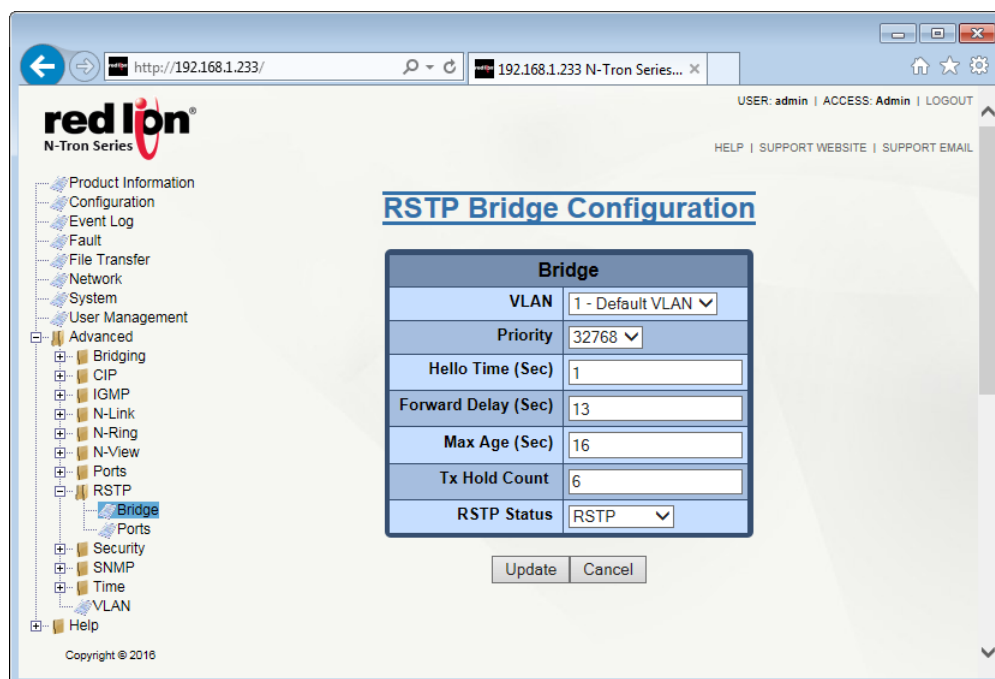 http://192.168.1.233/
192.168.1.233 N-Tron Series...
USER: admin | ACCESS: Admin | LOGOUT
red lion®
N-Tron Series
HELP | SUPPORT WEBSITE | SUPPORT EMAIL
Product Information
Configuration
Event Log
Fault
File Transfer
Network
System
User Management
Advanced
Bridging
CIP
IGMP
N-Link
N-Ring
N-View
Ports
RSTP
Bridge
Ports
Security
SNMP
Time
VLAN
Help
Copyright © 2016
RSTP Bridge Configuration
Bridge
VLAN 1 - Default VLAN
Priority 32768
Hello Time (Sec) 1
Forward Delay (Sec) 13
Max Age (Sec) 16
Tx Hold Count 6
RSTP Status RSTP
Update Cancel